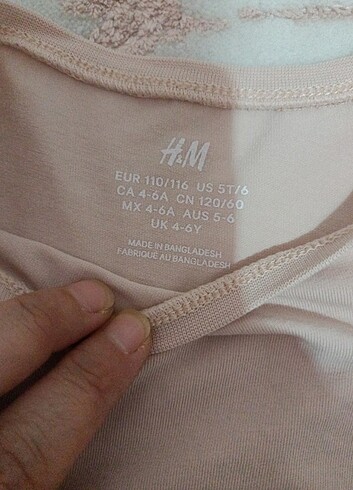 H&M
EUR 110/116 US 5T/6
CA 4-6A CN 120/60
MX 4-6A AUS 5-6
UK 4-6Y
MADE IN BANGLADESH
FABRIQUÉ AU BANGLADESH